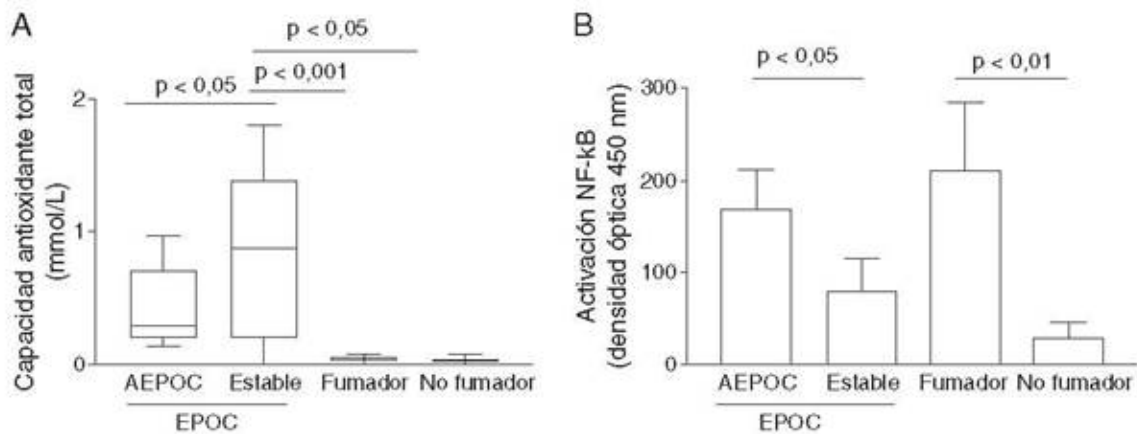 A
p < 0,05
p < 0,001
p < 0,05
Capacidad antioxidante total
(mmol/L)
2
1
0
AEPOC
Estable
Fumador
No fumador
EPOC
B
p < 0,05
p < 0,01
Activación NF-kB
(densidad óptica 450 nm)
300
200
100
0
AEPOC
Estable
Fumador
No fumador
EPOC